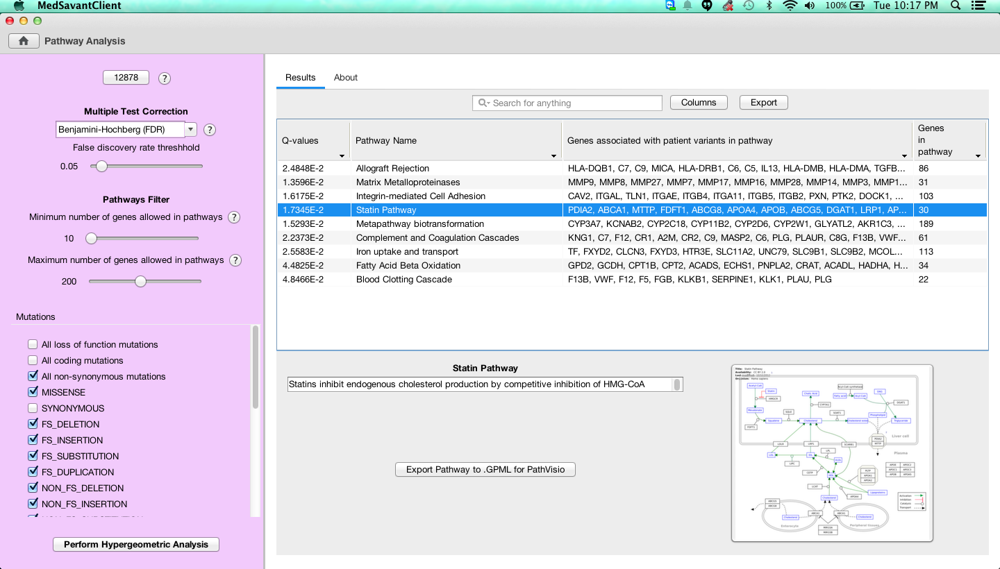 MedSavantClient
100%
Tue 10:17 PM
Pathway Analysis
12878
?
Multiple Test Correction
Benjamini-Hochberg (FDR)
?
False discovery rate threshhold
0.05
Pathways Filter
Minimum number of genes allowed in pathways
?
10
Maximum number of genes allowed in pathways
?
200
Mutations
All loss of function mutations
All coding mutations
All non-synonymous mutations
MISSENSE
SYNONYMOUS
FS_DELETION
FS_INSERTION
FS_SUBSTITUTION
FS_DUPLICATION
NON_FS_DELETION
NON_FS_INSERTION
Perform Hypergeometric Analysis
Results
About
Search for anything
Columns
Export
Q-values
Pathway Name
Genes associated with patient variants in pathway
Genes
in
pathway
2.4848E-2 Allograft Rejection HLA-DQB1, C7, C9, MICA, HLA-DRB1, C6, C5, IL13, HLA-DMB, HLA-DMA, TGFB... 86
1.3596E-2 Matrix Metalloproteinases MMP9, MMP8, MMP27, MMP7, MMP17, MMP16, MMP28, MMP14, MMP3, MMP1... 31
1.6175E-2 Integrin-mediated Cell Adhesion CAV2, ITGAL, TLN1, ITGAE, ITGB4, ITGA11, ITGB5, ITGB2, PXN, PTK2, DOCK1, ... 103
1.7345E-2 Statin Pathway PDIA2, ABCA1, MTTP, FDFT1, ABCG8, APOA4, APOB, ABCG5, DGAT1, LRP1, AP... 30
1.5293E-2 Metapathway biotransformation CYP3A7, KCNAB2, CYP2C18, CYP11B2, CYP2D6, CYP2W1, GLYATL2, AKR1C3, ... 189
2.2373E-2 Complement and Coagulation Cascades KNG1, C7, F12, CR1, A2M, CR2, C9, MASP2, C6, PLG, PLAUR, C8G, F13B, VWF... 61
2.5583E-2 Iron uptake and transport TF, FXYD2, CLCN3, FXYD3, HTR3E, SLC11A2, UNC79, SLC9B1, SLC9B2, MCOL... 113
4.4825E-2 Fatty Acid Beta Oxidation GPD2, GCDH, CPT1B, CPT2, ACADS, ECHS1, PNPLA2, CRAT, ACADL, HADHA, H... 34
4.8466E-2 Blood Clotting Cascade F13B, VWF, F12, F5, FGB, KLKB1, SERPINE1, KLK1, PLAU, PLG 22
Statin Pathway
Statins inhibit endogenous cholesterol production by competitive inhibition of HMG-CoA
Export Pathway to .GPML for PathVisio
Liver cell
Plasma
Enterocyte
Peripheral tissues